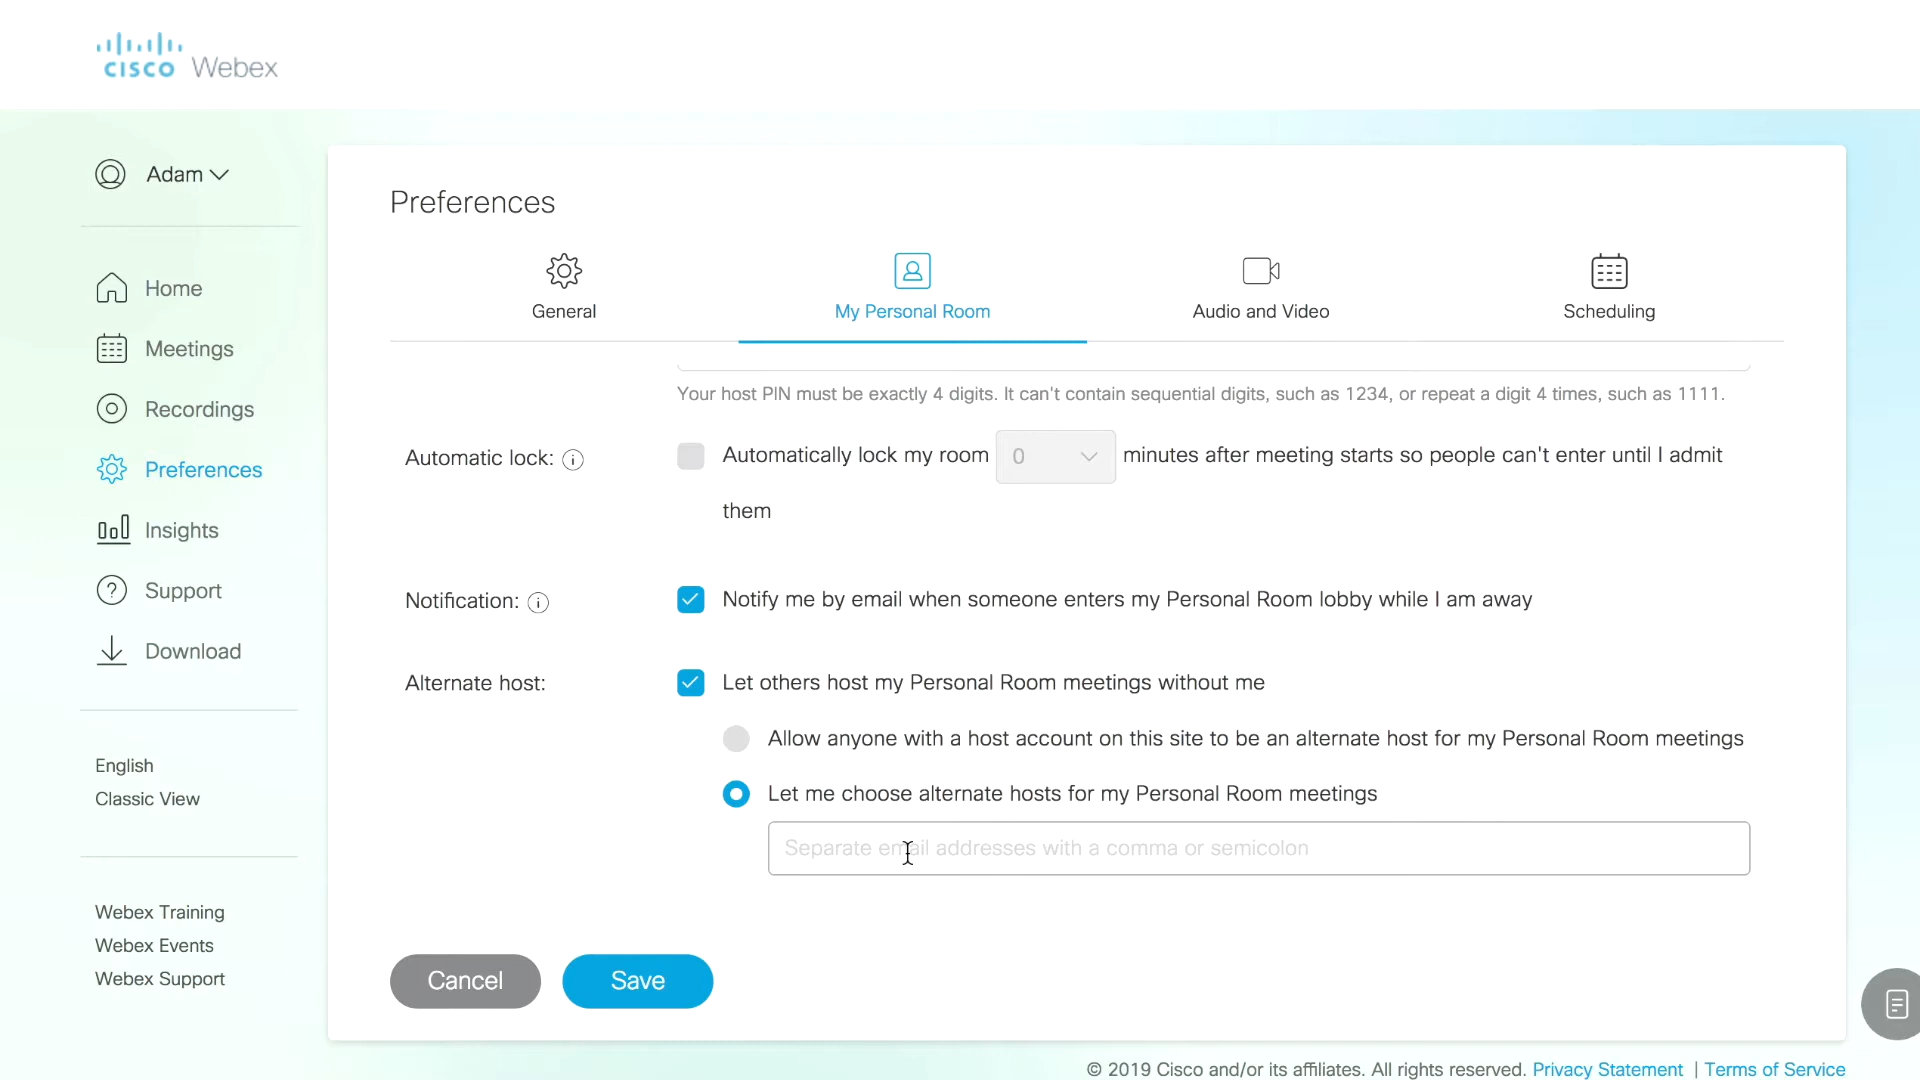 CISCO Webex
Adam
Home
Meetings
Recordings
Preferences
Insights
Support
Download
English
Classic View
Webex Training
Webex Events
Webex Support
Preferences
General
My Personal Room
Audio and Video
Scheduling
Your host PIN must be exactly 4 digits. It can't contain sequential digits, such as 1234, or repeat a digit 4 times, such as 1111.
Automatic lock:
Automatically lock my room 0 minutes after meeting starts so people can't enter until I admit
them
Notification:
Notify me by email when someone enters my Personal Room lobby while I am away
Alternate host:
Let others host my Personal Room meetings without me
Allow anyone with a host account on this site to be an alternate host for my Personal Room meetings
Let me choose alternate hosts for my Personal Room meetings
Separate email addresses with a comma or semicolon
Cancel
Save
© 2019 Cisco and/or its affiliates. All rights reserved. Privacy Statement | Terms of Service